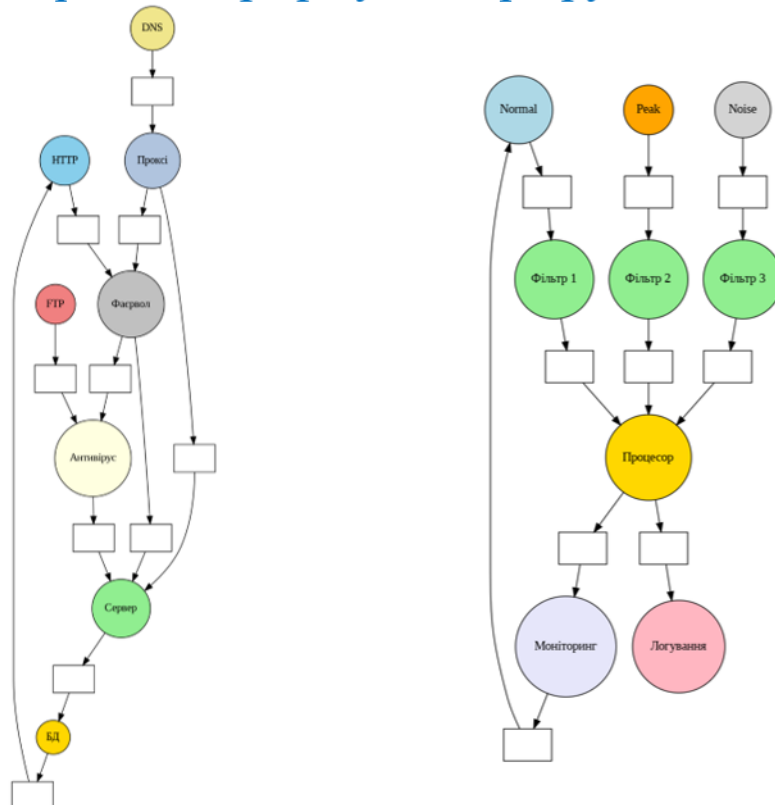 DNS
HTTP
Проксі
FTP
Фаєрвол
Антивірус
Сервер
БД
Normal
Peak
Noise
Фільтр 1
Фільтр 2
Фільтр 3
Процесор
Моніторинг
Логування